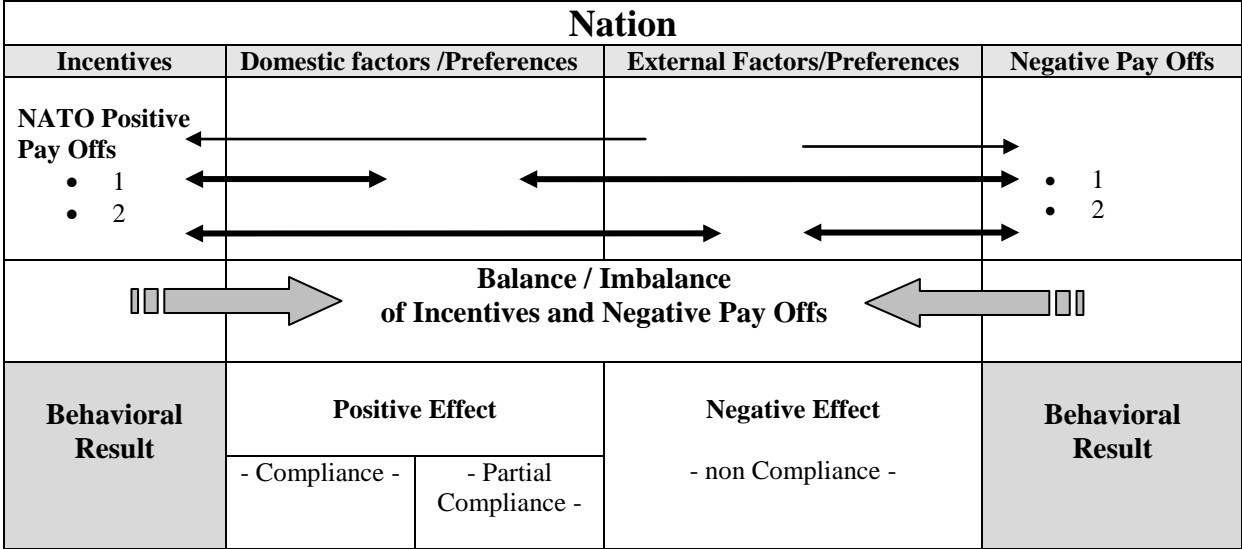 Nation
Incentives
Domestic factors /Preferences
External Factors/Preferences
Negative Pay Offs
NATO Positive
Pay Offs
• 1
• 2
• 1
• 2
Balance / Imbalance
of Incentives and Negative Pay Offs
Behavioral
Result
Positive Effect
- Compliance -
- Partial
Compliance -
Negative Effect
- non Compliance -
Behavioral
Result